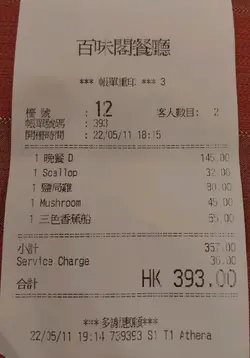 百味閣餐廳
*** 帳單重印 *** 3
檯 號 : 12 客人數目: 2
帳單號碼 : 393
開檯時間 : 22/05/11 18:15
1 晚餐 D 145.00
1 Scallop 32.00
1 鹽焗雞 80.00
1 Mushroom 45.00
1 三色香蕉船 55.00
小計 357.00
Service Charge 36.00
合計 HK 393.00
***多謝惠顧***
22/05/11 19:14 739393 S1 T1 Athena